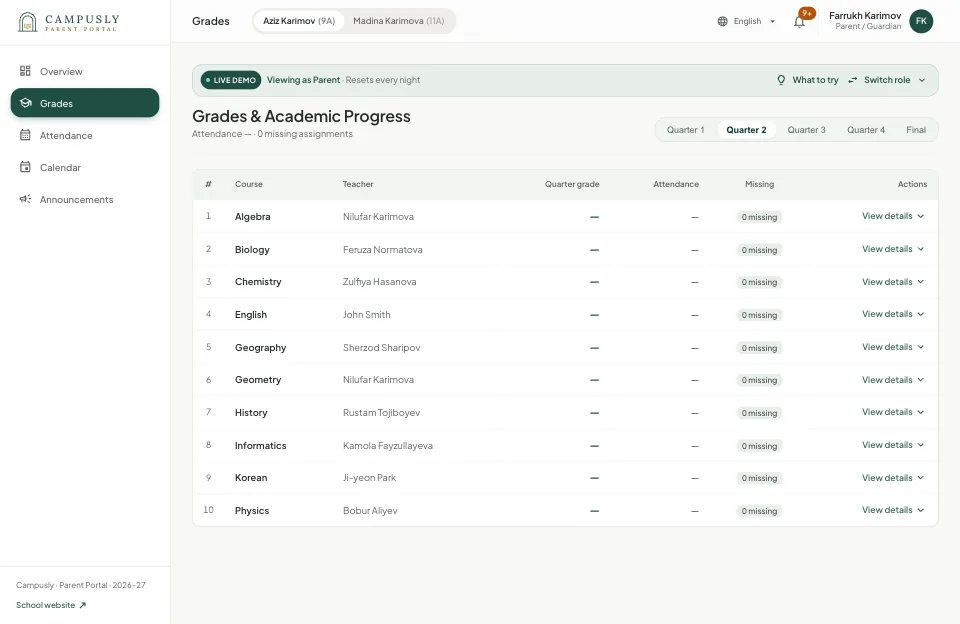 CAMPUSLY
PARENT PORTAL
Grades
Aziz Karimov (9A) Madina Karimova (11A)
English
9+
Farrukh Karimov
Parent / Guardian
FK
Overview
Grades
Attendance
Calendar
Announcements
LIVE DEMO Viewing as Parent · Resets every night What to try Switch role
Grades & Academic Progress
Attendance — · 0 missing assignments
Quarter 1 Quarter 2 Quarter 3 Quarter 4 Final
# Course Teacher Quarter grade Attendance Missing Actions
1 Algebra Nilufar Karimova — — 0 missing View details
2 Biology Feruza Normatova — — 0 missing View details
3 Chemistry Zulfiya Hasanova — — 0 missing View details
4 English John Smith — — 0 missing View details
5 Geography Sherzod Sharipov — — 0 missing View details
6 Geometry Nilufar Karimova — — 0 missing View details
7 History Rustam Tojiboyev — — 0 missing View details
8 Informatics Kamola Fayzullayeva — — 0 missing View details
9 Korean Ji-yeon Park — — 0 missing View details
10 Physics Bobur Aliyev — — 0 missing View details
Campusly · Parent Portal · 2026–27
School website